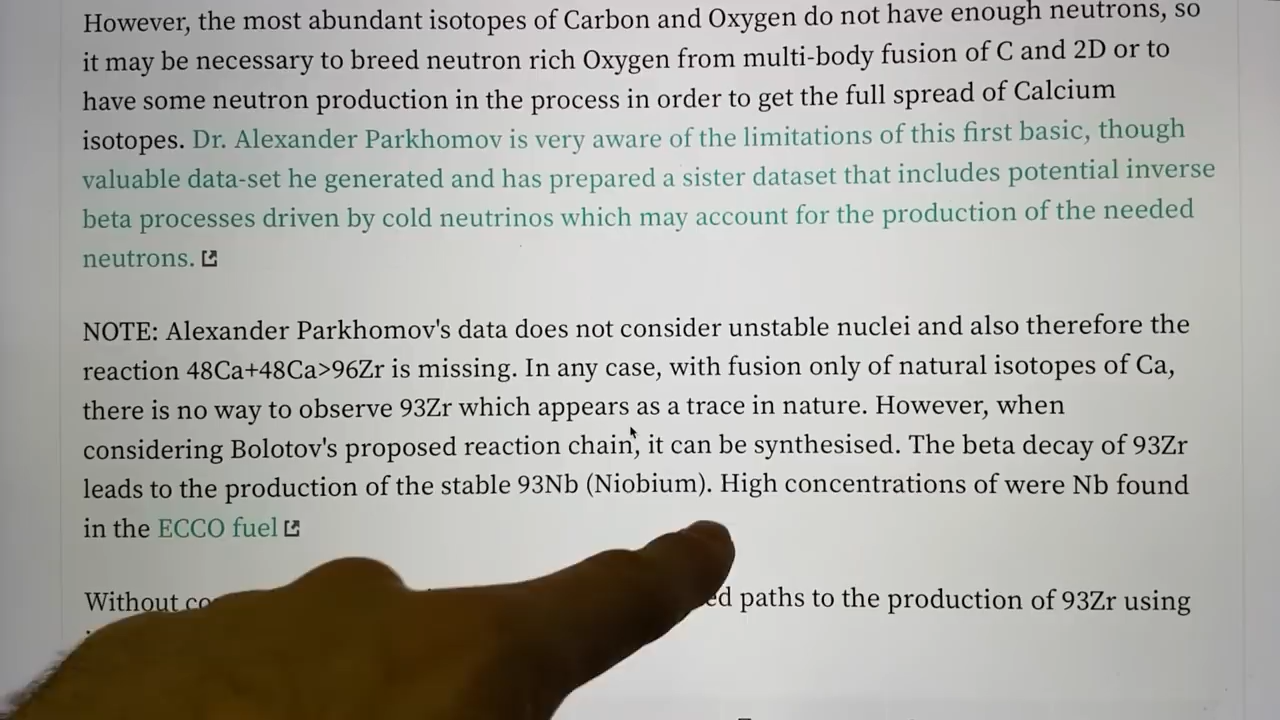 However, the most abundant isotopes of Carbon and Oxygen do not have enough neutrons, so
it may be necessary to breed neutron rich Oxygen from multi-body fusion of C and 2D or to
have some neutron production in the process in order to get the full spread of Calcium
isotopes. Dr. Alexander Parkhomov is very aware of the limitations of this first basic, though
valuable data-set he generated and has prepared a sister dataset that includes potential inverse
beta processes driven by cold neutrinos which may account for the production of the needed
neutrons.
NOTE: Alexander Parkhomov's data does not consider unstable nuclei and also therefore the
reaction 48Ca+48Ca>96Zr is missing. In any case, with fusion only of natural isotopes of Ca,
there is no way to observe 93Zr which appears as a trace in nature. However, when
considering Bolotov's proposed reaction chain, it can be synthesised. The beta decay of 93Zr
leads to the production of the stable 93Nb (Niobium). High concentrations of were Nb found
in the ECCO fuel
Without paths to the production of 93Zr using